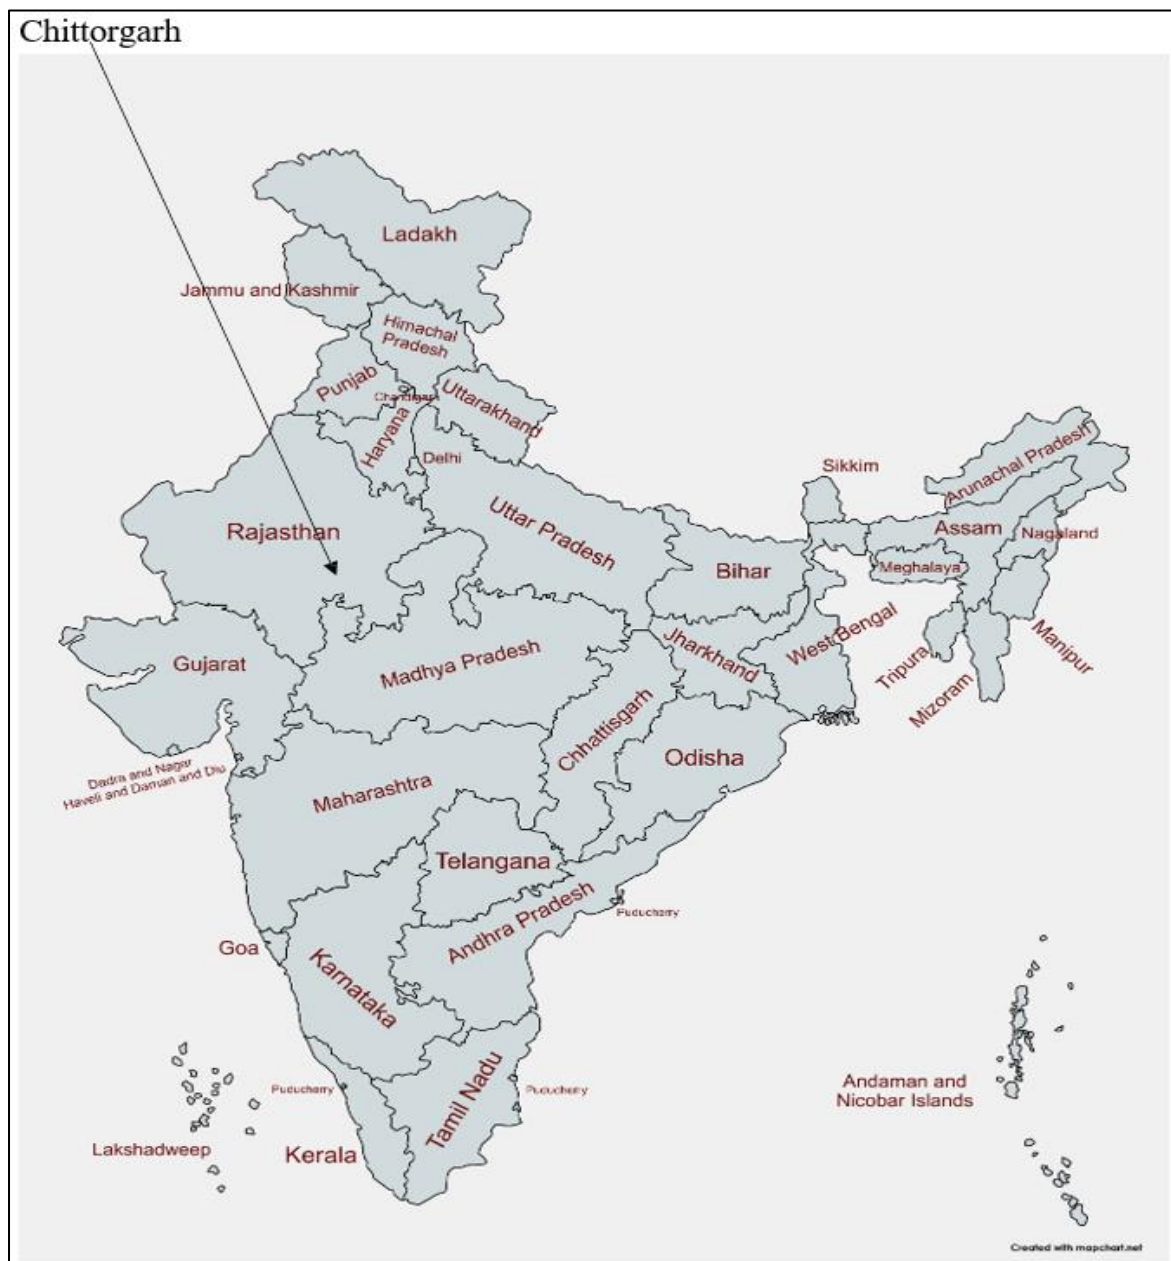 Chittorgarh
Ladakh
Jammu and Kashmir
Himachal
Pradesh
Punjab
Chandigarh
Uttarakhand
Haryana
Delhi
Sikkim
Arunachal Pradesh
Rajasthan
Uttar Pradesh
Assam
Nagaland
Bihar
Meghalaya
Gujarat
Madhya Pradesh
Jharkhand
West Bengal
Tripura
Manipur
Mizoram
Chhattisgarh
Odisha
Dadra and Nagar
Haveli and Daman and Diu
Maharashtra
Telangana
Andhra Pradesh
Puducherry
Goa
Karnataka
Puducherry
Tamil Nadu
Puducherry
Andaman and
Nicobar Islands
Lakshadweep
Kerala
Created with mapchart.net